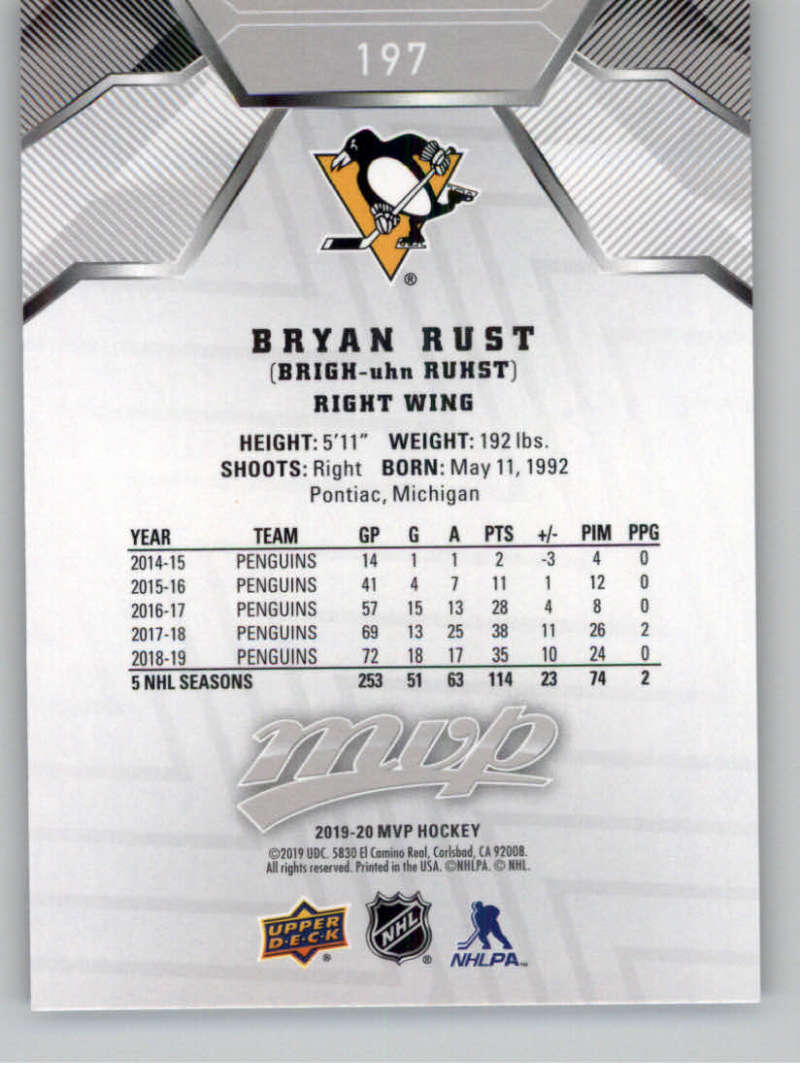 197
®
BRYAN RUST
(BRIGH-uhn RUHST)
RIGHT WING
HEIGHT: 5'11" WEIGHT: 192 lbs.
SHOOTS: Right BORN: May 11, 1992
Pontiac, Michigan
YEAR TEAM GP G A PTS +/- PIM PPG
2014-15 PENGUINS 14 1 1 2 -3 4 0
2015-16 PENGUINS 41 4 7 11 1 12 0
2016-17 PENGUINS 57 15 13 28 4 8 0
2017-18 PENGUINS 69 13 25 38 11 26 2
2018-19 PENGUINS 72 18 17 35 10 24 0
5 NHL SEASONS 253 51 63 114 23 74 2
mvp
2019-20 MVP HOCKEY
©2019 UDC. 5830 El Camino Real, Carlsbad, CA 92008.
All rights reserved. Printed in the USA. ©NHLPA. © NHL.
UPPER
D·E·C·K ®
NHL ®
NHLPA™